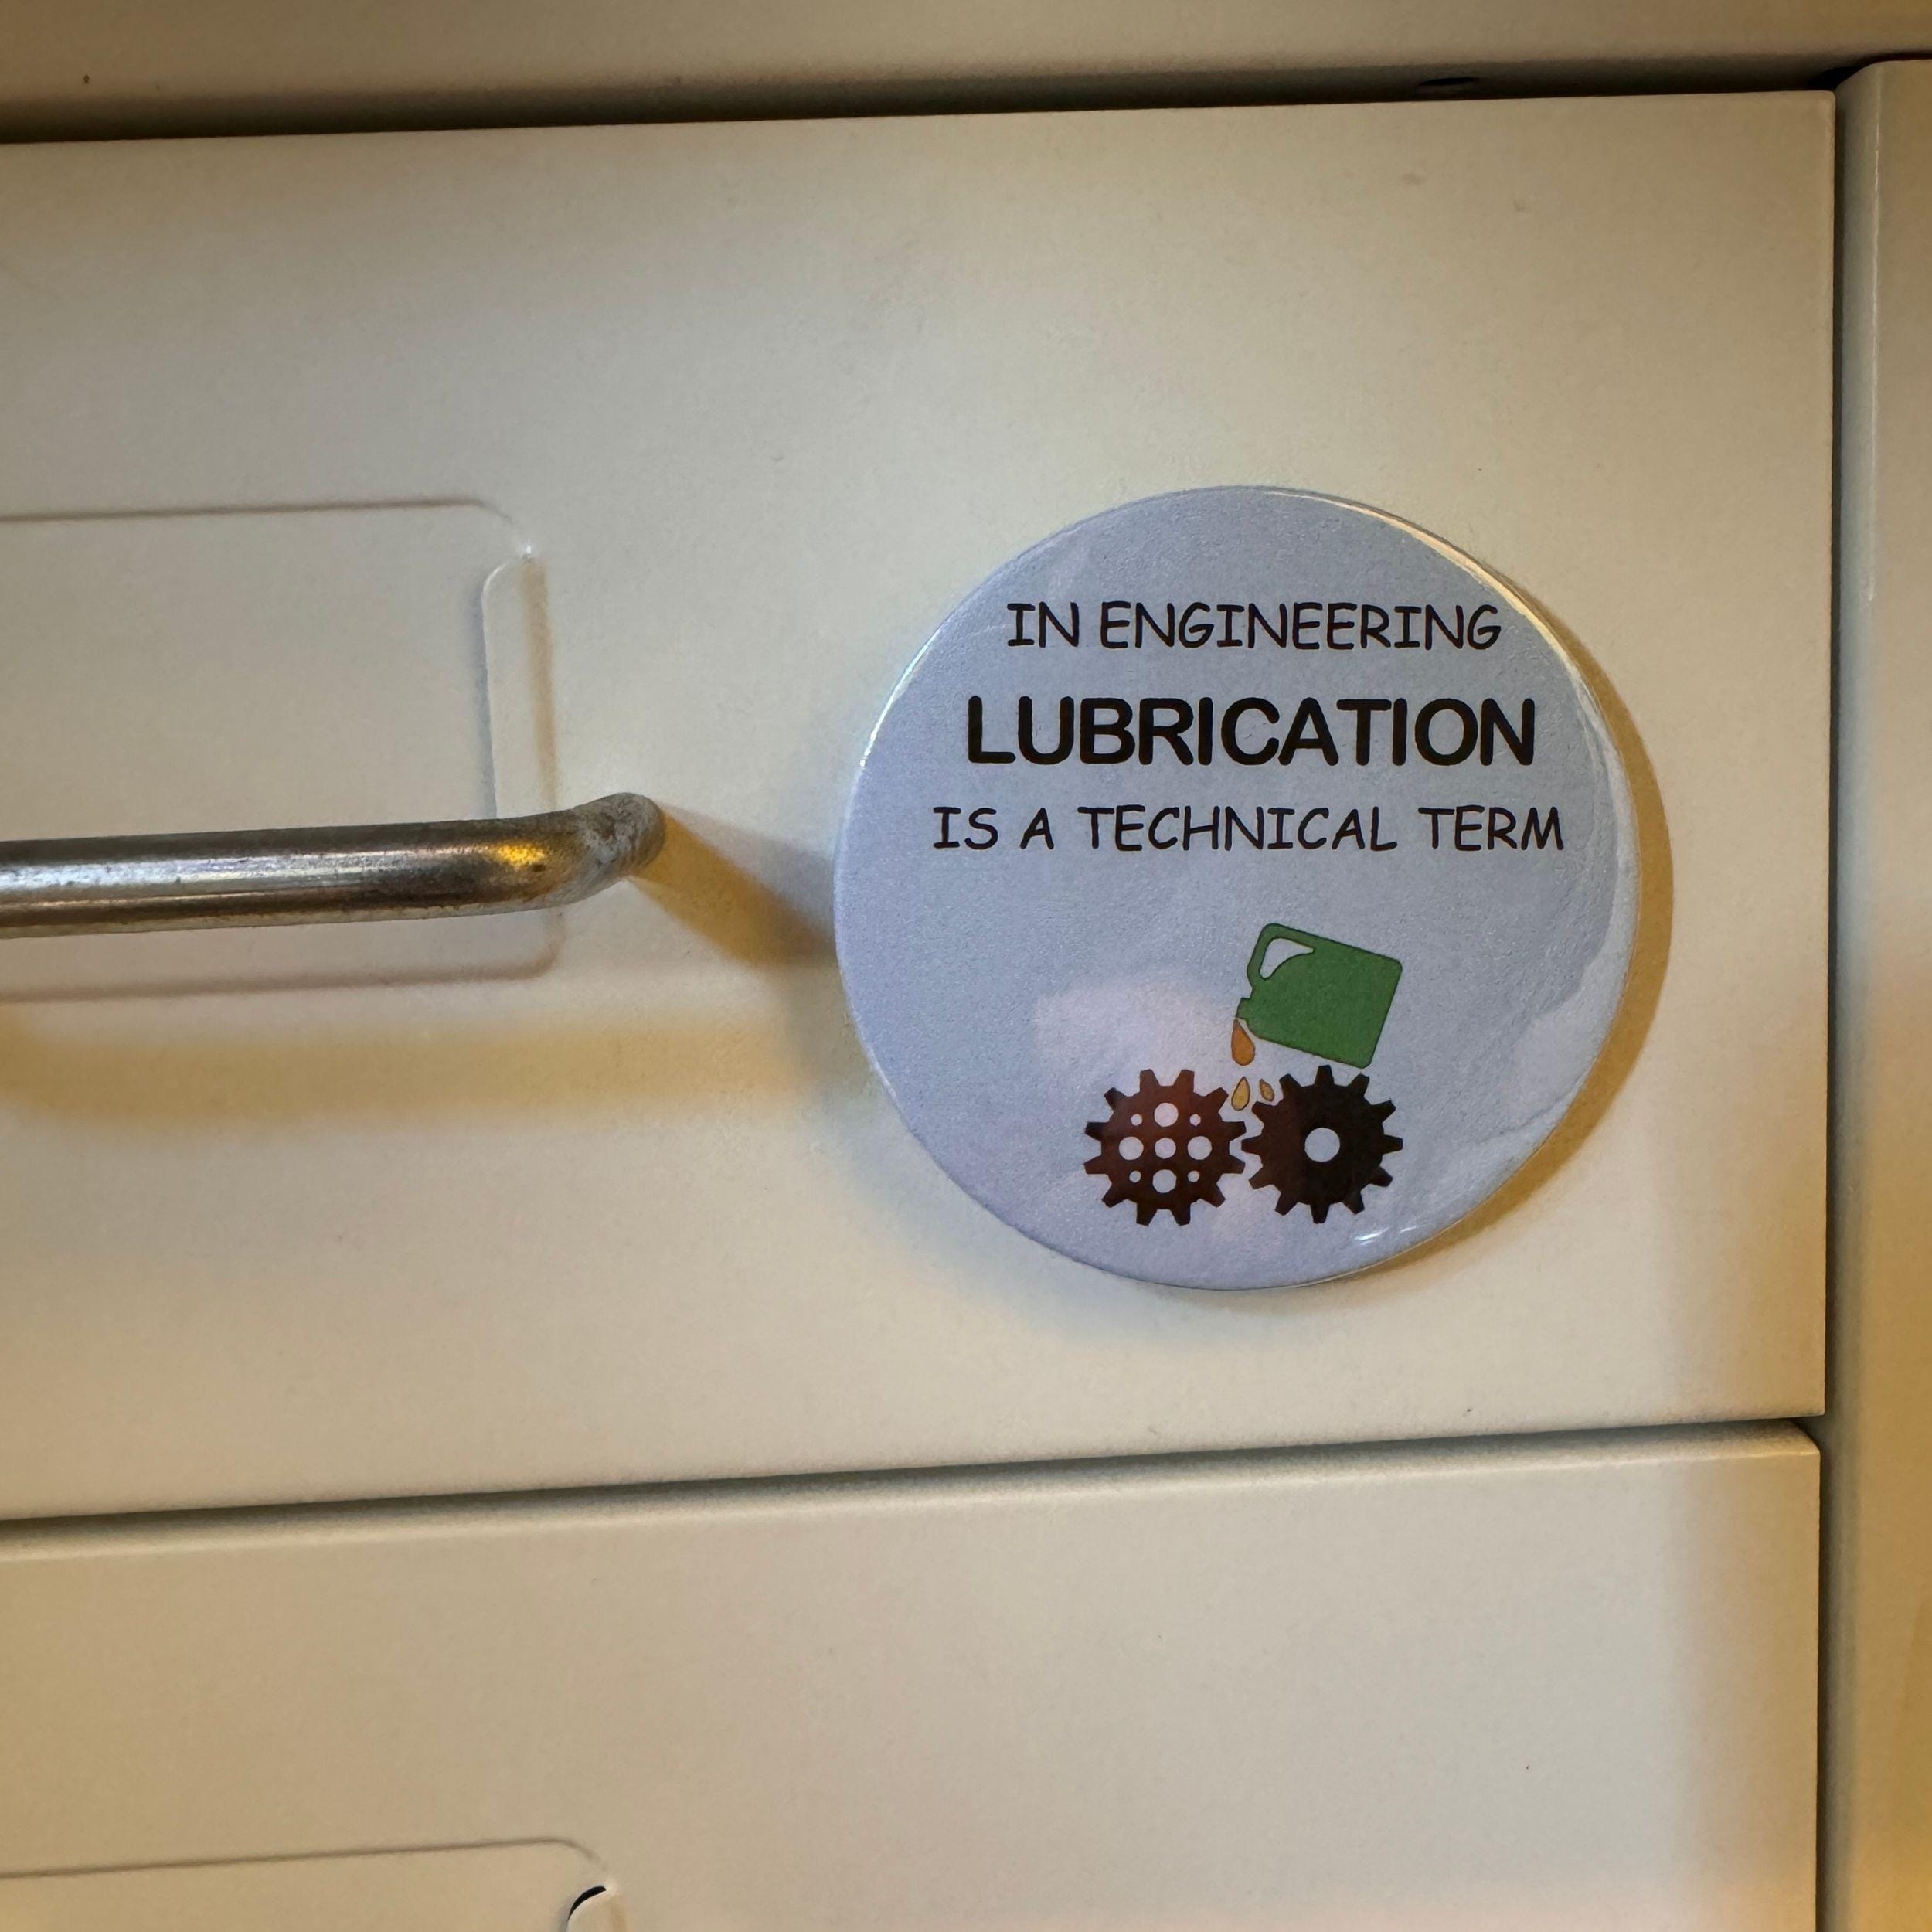 IN ENGINEERING
LUBRICATION
IS A TECHNICAL TERM